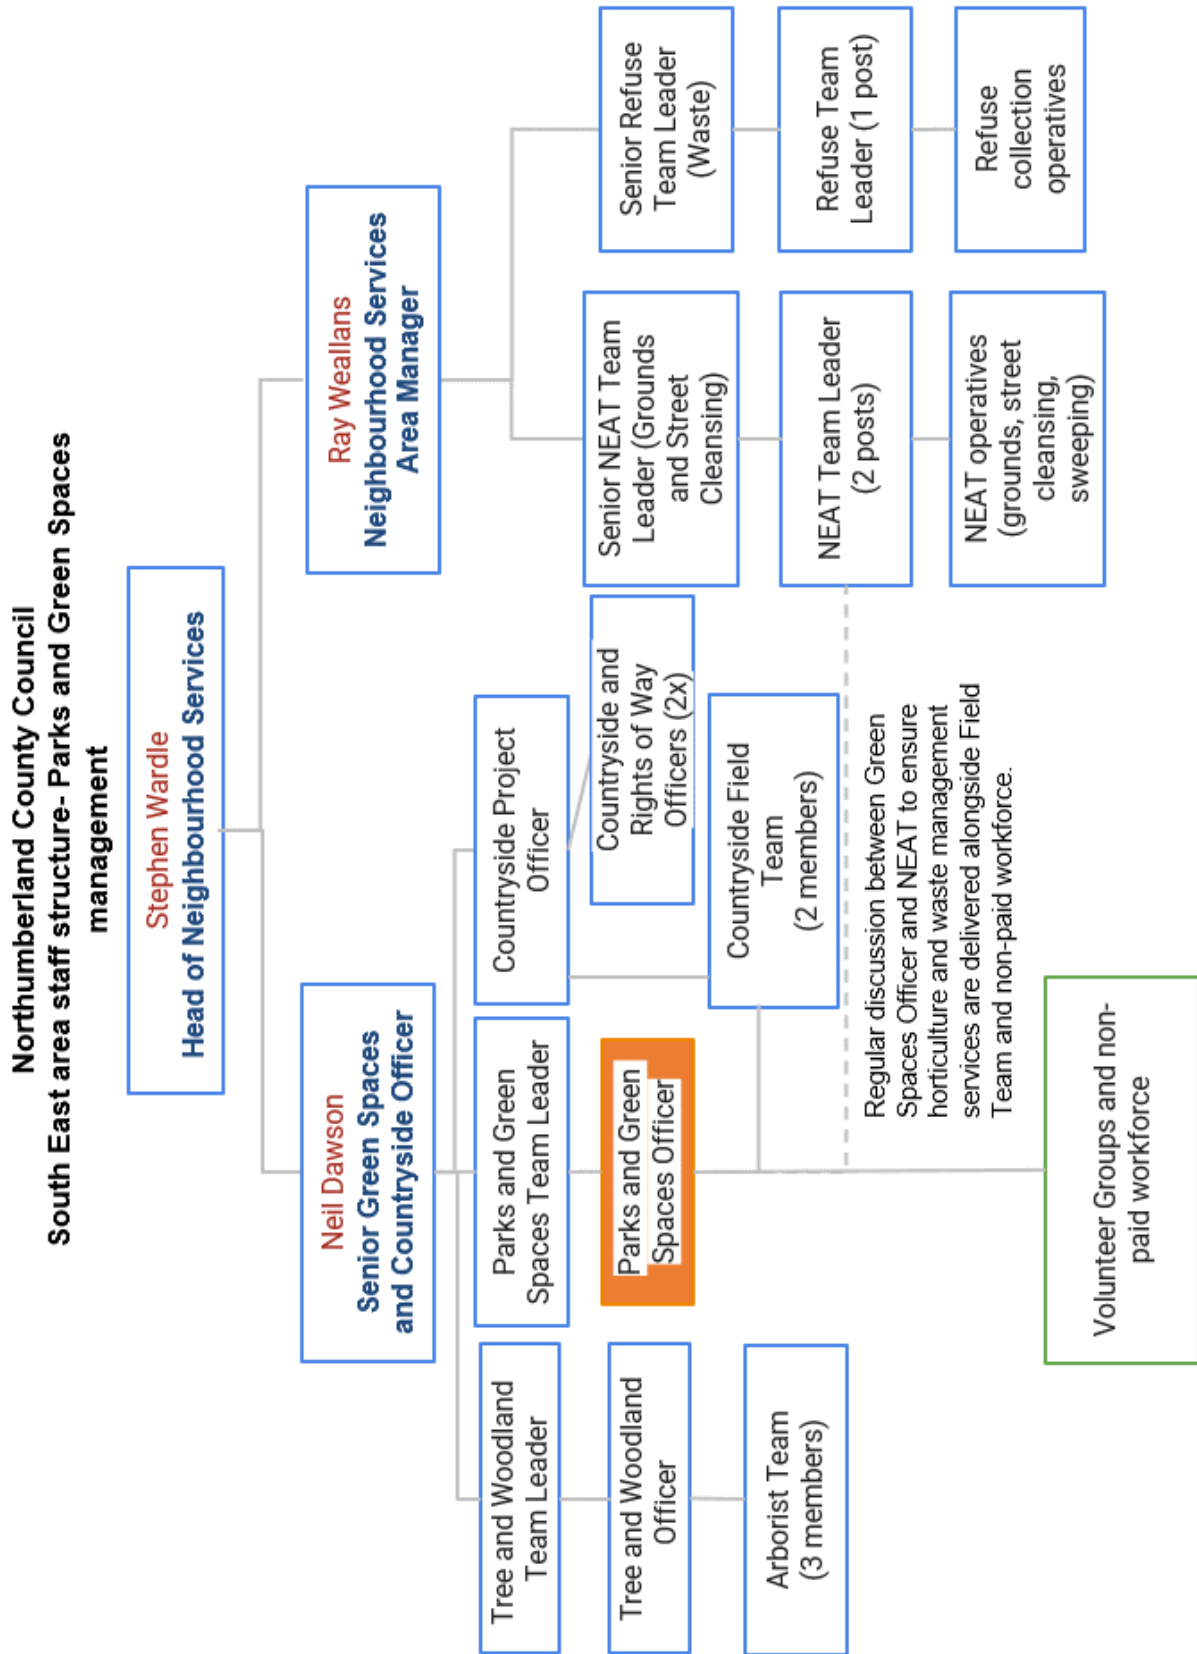 Northumberland County Council
South East area staff structure- Parks and Green Spaces
management
Stephen Wardle
Head of Neighbourhood Services
Neil Dawson
Senior Green Spaces
and Countryside Officer
Ray Weallans
Neighbourhood Services
Area Manager
Tree and Woodland
Team Leader
Parks and Green
Spaces Team Leader
Countryside Project
Officer
Senior NEAT Team
Leader (Grounds
and Street
Cleansing)
Senior Refuse
Team Leader
(Waste)
Tree and Woodland
Officer
Parks and Green
Spaces Officer
Countryside and
Rights of Way
Officers (2x)
NEAT Team Leader
(2 posts)
Refuse Team
Leader (1 post)
Arborist Team
(3 members)
Countryside Field
Team
(2 members)
NEAT operatives
(grounds, street
cleansing,
sweeping)
Refuse
collection
operatives
Regular discussion between Green
Spaces Officer and NEAT to ensure
horticulture and waste management
services are delivered alongside Field
Team and non-paid workforce.
Volunteer Groups and non-
paid workforce